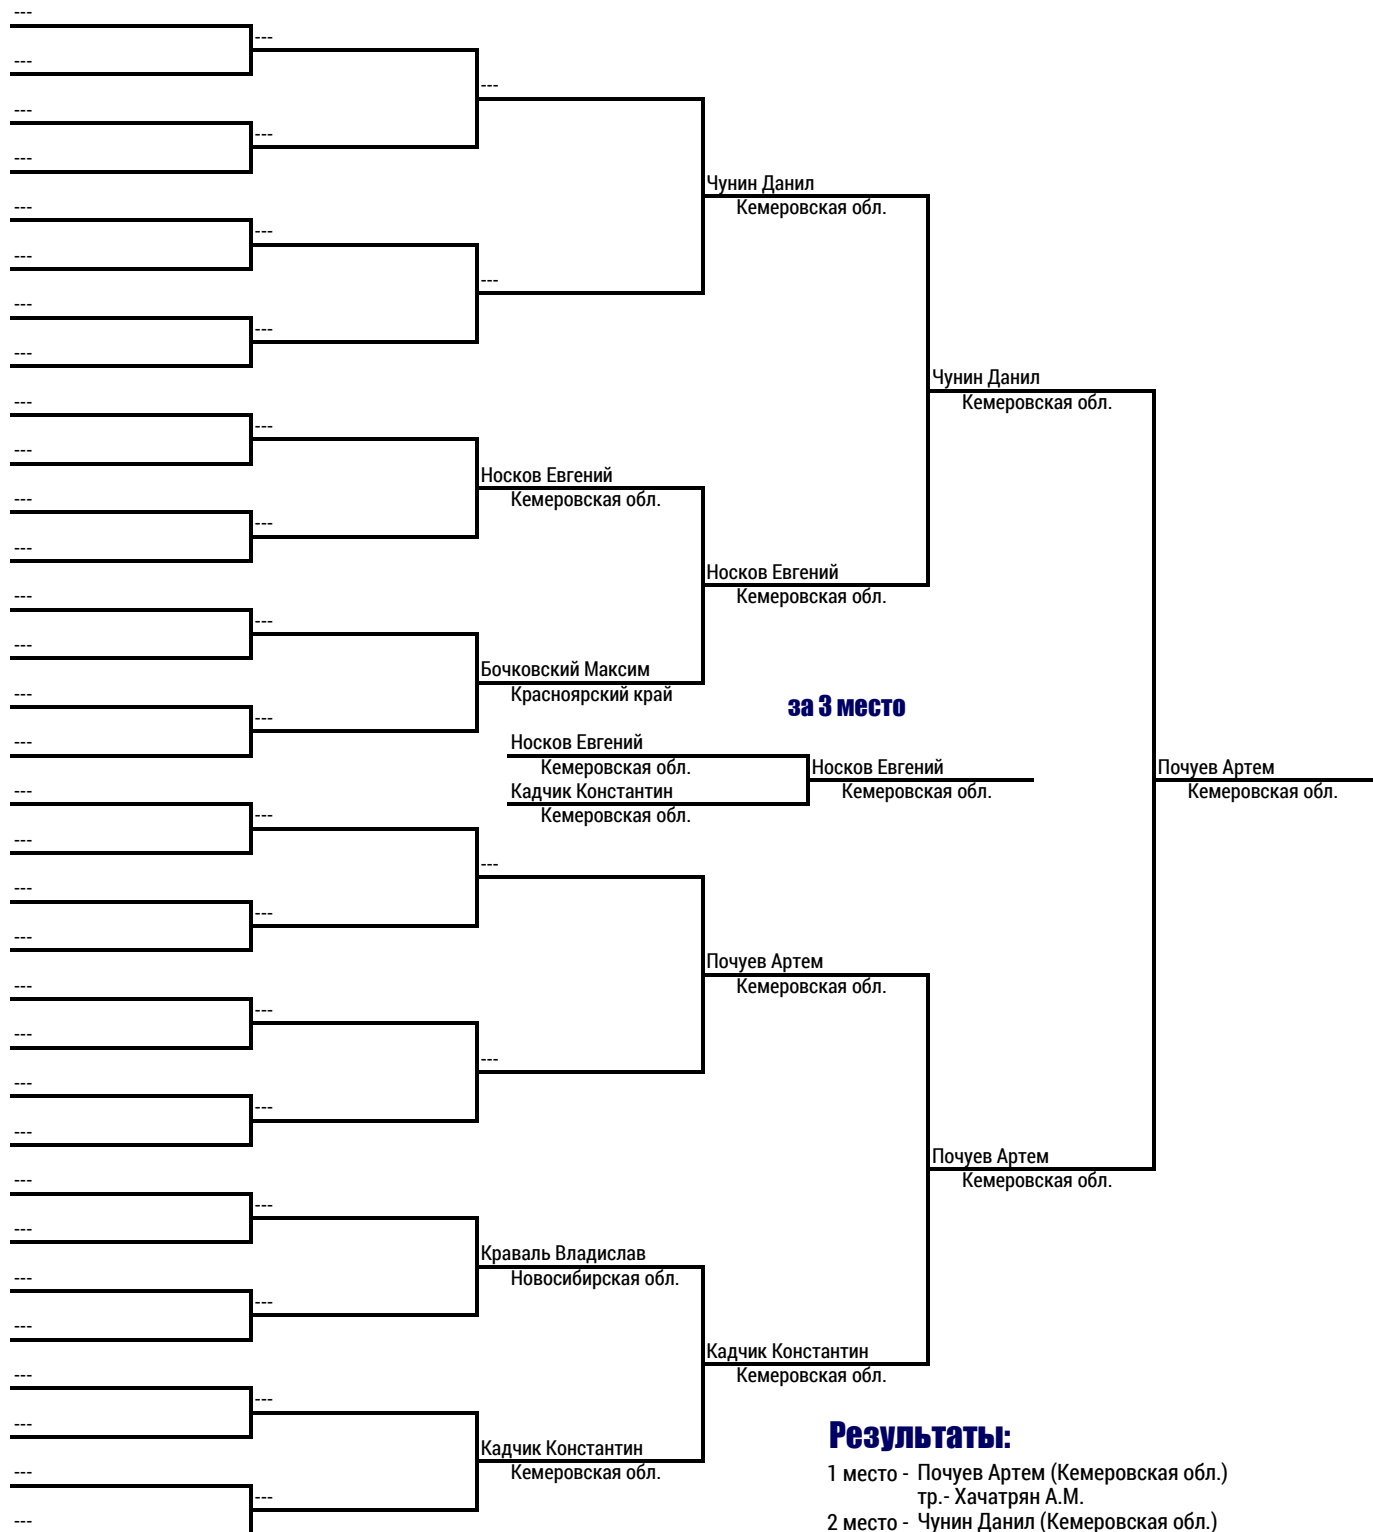 ---
---
---
---
---
---
---
---
---
---
Чунин Данил
Кемеровская обл.
---
---
---
---
---
---
---
Чунин Данил
Кемеровская обл.
---
---
---
Носков Евгений
Кемеровская обл.
---
---
---
Носков Евгений
Кемеровская обл.
---
---
---
Бочковский Максим
Красноярский край
---
---
---
за 3 место
Носков Евгений
Кемеровская обл.
Кадчик Константин
Кемеровская обл.
Носков Евгений
Кемеровская обл.
Почуев Артем
Кемеровская обл.
---
---
---
---
---
---
---
Почуев Артем
Кемеровская обл.
---
---
---
---
---
---
---
Почуев Артем
Кемеровская обл.
---
---
---
Краваль Владислав
Новосибирская обл.
---
---
---
Кадчик Константин
Кемеровская обл.
---
---
---
Кадчик Константин
Кемеровская обл.
---
---
---
Результаты:
1 место - Почуев Артем (Кемеровская обл.)
тр.- Хачатрян А.М.
2 место - Чунин Данил (Кемеровская обл.)